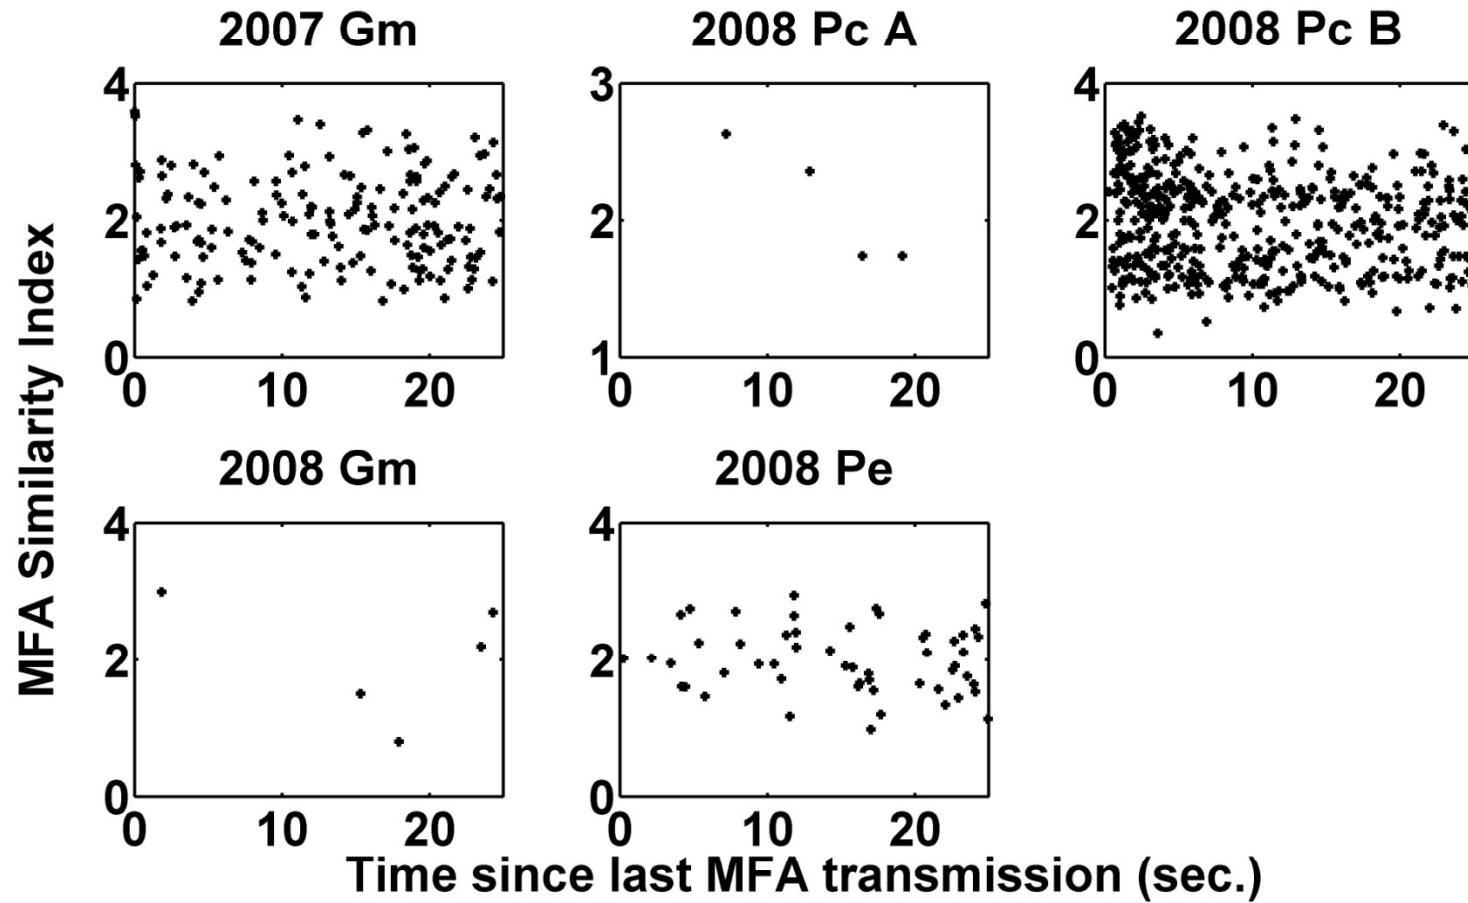 2007 Gm 2008 Pc A 2008 Pc B
4 3 4
2 2 2
0 1 0
0 10 20 0 10 20 0 10 20
MFA Similarity Index
2008 Gm 2008 Pe
4 4
2 2
0 0
0 10 20 0 10 20
Time since last MFA transmission (sec.)